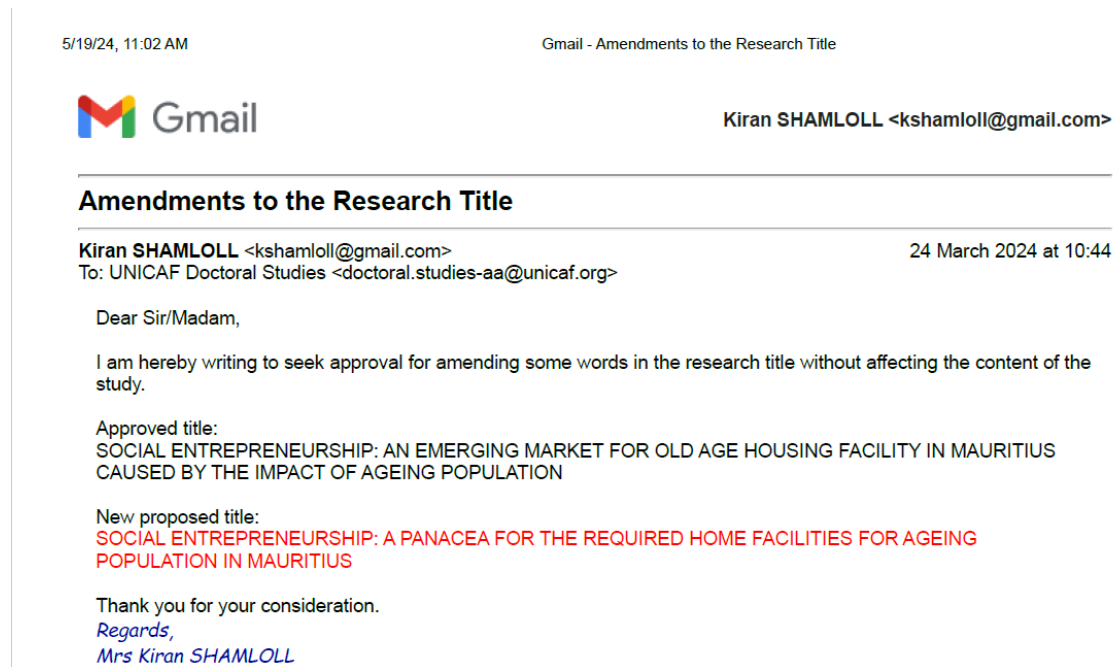 5/19/24, 11:02 AM Gmail - Amendments to the Research Title
Gmail Kiran SHAMLOLL <kshamloll@gmail.com>
Amendments to the Research Title
Kiran SHAMLOLL <kshamloll@gmail.com> 24 March 2024 at 10:44
To: UNICAF Doctoral Studies <doctoral.studies-aa@unicaf.org>
Dear Sir/Madam,
I am hereby writing to seek approval for amending some words in the research title without affecting the content of the
study.
Approved title:
SOCIAL ENTREPRENEURSHIP: AN EMERGING MARKET FOR OLD AGE HOUSING FACILITY IN MAURITIUS
CAUSED BY THE IMPACT OF AGEING POPULATION
New proposed title:
SOCIAL ENTREPRENEURSHIP: A PANACEA FOR THE REQUIRED HOME FACILITIES FOR AGEING
POPULATION IN MAURITIUS
Thank you for your consideration.
Regards,
Mrs Kiran SHAMLOLL